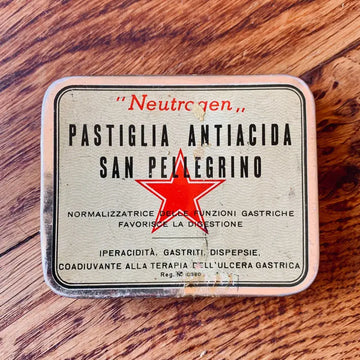 "Neutrogen„
PASTIGLIA ANTIACIDA
SAN PELLEGRINO
NORMALIZZATRICE DELLE FUNZIONI GASTRICHE
FAVORISCE LA DIGESTIONE
IPERACIDITÀ, GASTRITI, DISPEPSIE,
COADIUVANTE ALLA TERAPIA DELL'ULCERA GASTRICA
Reg.